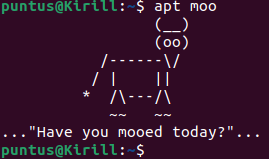 puntus@Kirill:~$ apt moo
                 (__)
                 (oo)
           /------\/
          / |    ||
         *  /\---/\
            ~~   ~~
..."Have you mooed today?"...
puntus@Kirill:~$